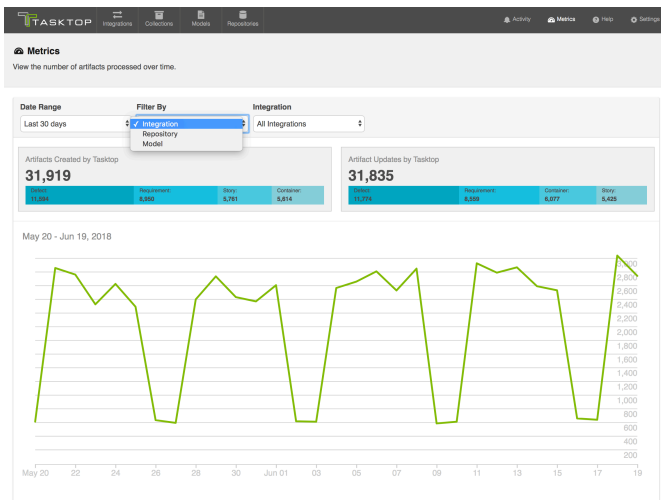 TASKTOP
Integrations
Collections
Models
Repositories
Activity
Metrics
Help
Settings
Metrics
View the number of artifacts processed over time.
Date Range
Filter By
Integration
Last 30 days
✓ Integration
Repository
Model
All Integrations
Artifacts Created by Tasktop
31,919
Defect:
Requirement:
Story:
5,761
Container:
5,614
Artifact Updates by Tasktop
31,835
Defect:
11,774
Requirement:
8,559
Container:
6,077
Story:
5,425
May 20 - Jun 19, 2018
3,000
2,800
2,600
2,400
2,200
2,000
1,800
1,600
1,400
1,200
1,000
800
600
400
200
May 20
22
24
26
28
30
Jun 01
03
05
07
09
11
13
15
17
19